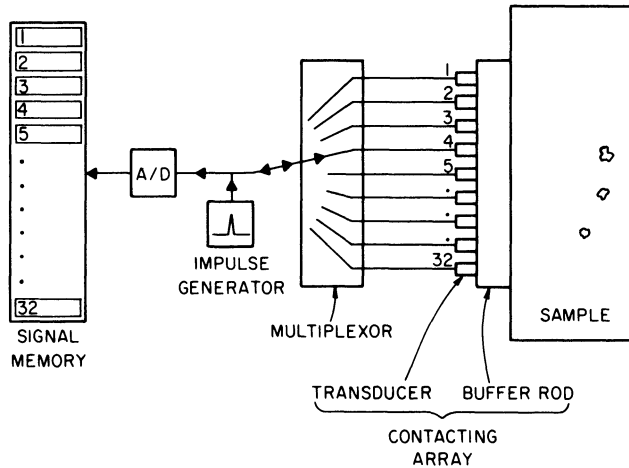 1
2
3
4
5
32
SIGNAL
MEMORY
A/D
IMPULSE
GENERATOR
MULTIPLEXOR
1
2
3
4
5
32
TRANSDUCER
BUFFER ROD
CONTACTING
ARRAY
SAMPLE